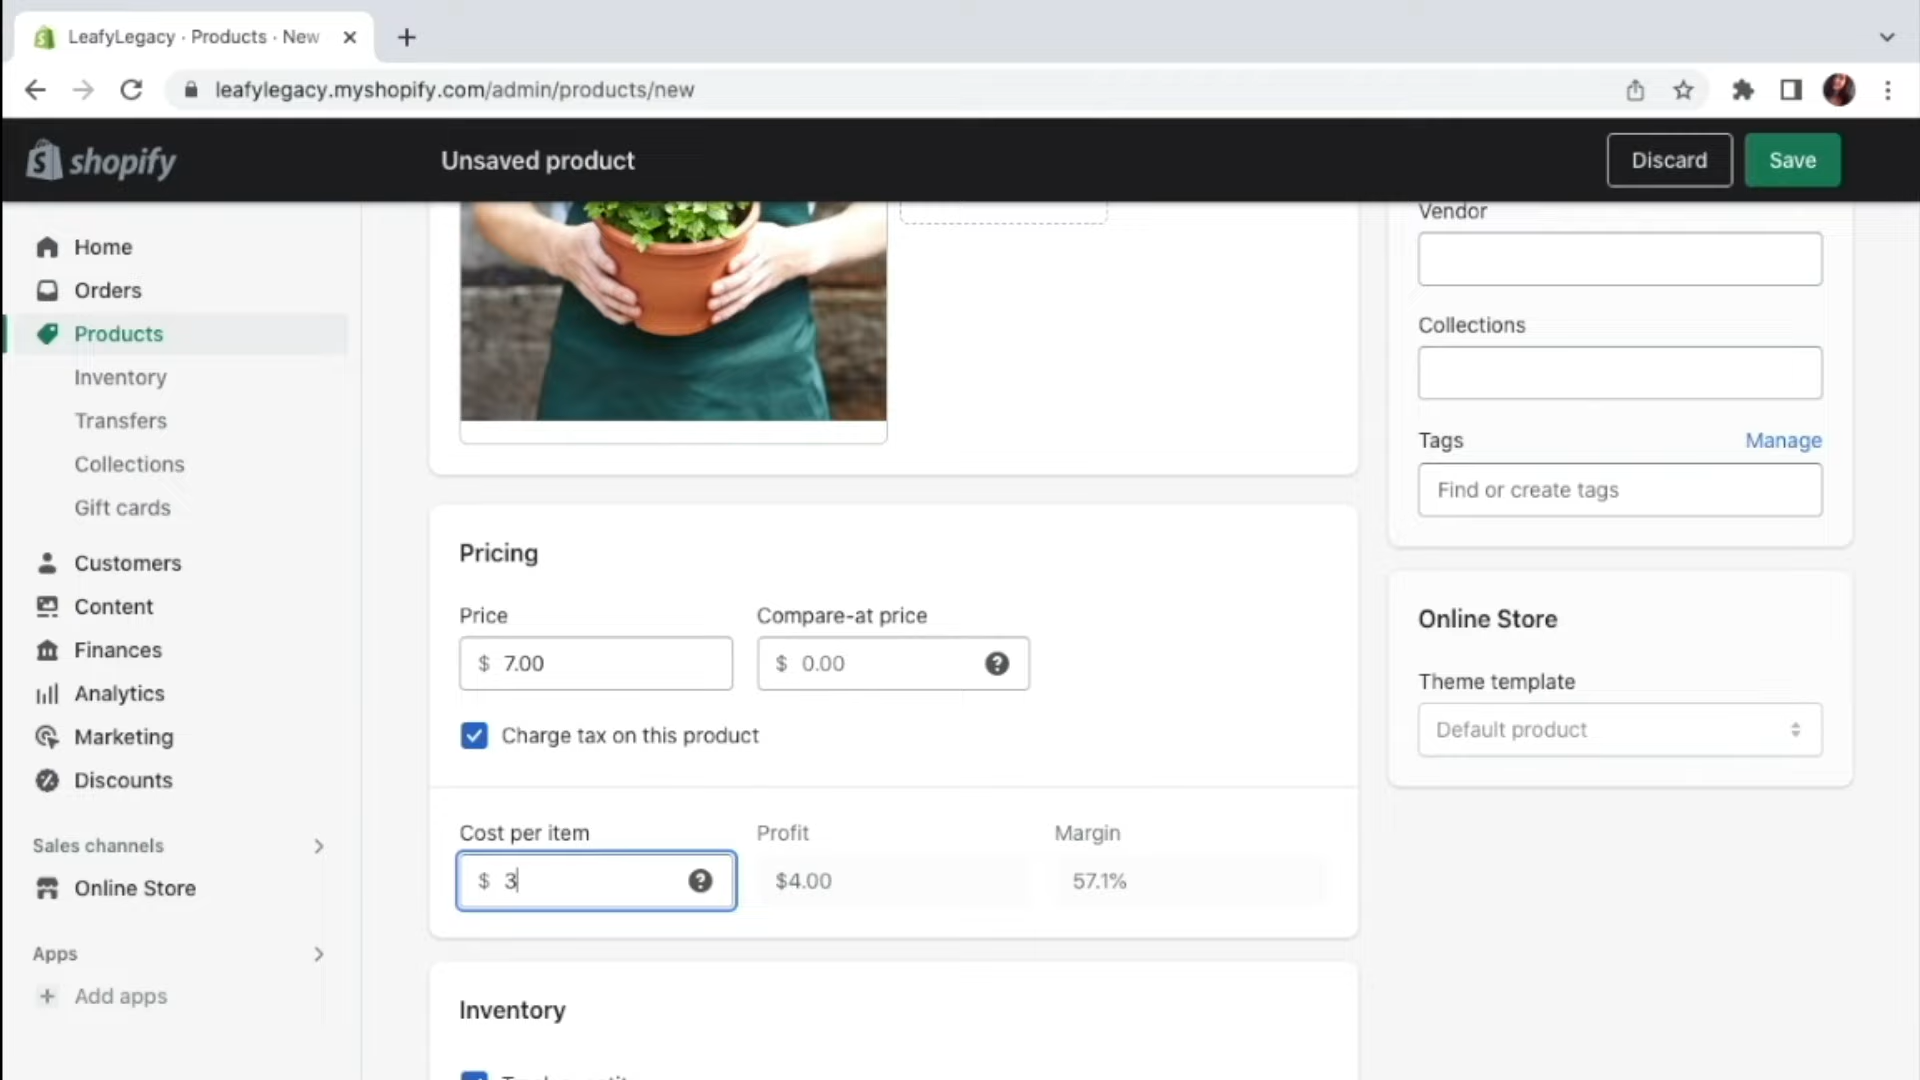 LeafyLegacy · Products · New
leafylegacy.myshopify.com/admin/products/new
shopify
Unsaved product
Discard
Save
Home
Orders
Products
Inventory
Transfers
Collections
Gift cards
Customers
Content
Finances
Analytics
Marketing
Discounts
Sales channels
Online Store
Apps
Add apps
Pricing
Price
Compare-at price
$ 7.00
$ 0.00
Charge tax on this product
Cost per item
Profit
Margin
$ 3
$4.00
57.1%
Inventory
Vendor
Collections
Tags
Manage
Find or create tags
Online Store
Theme template
Default product